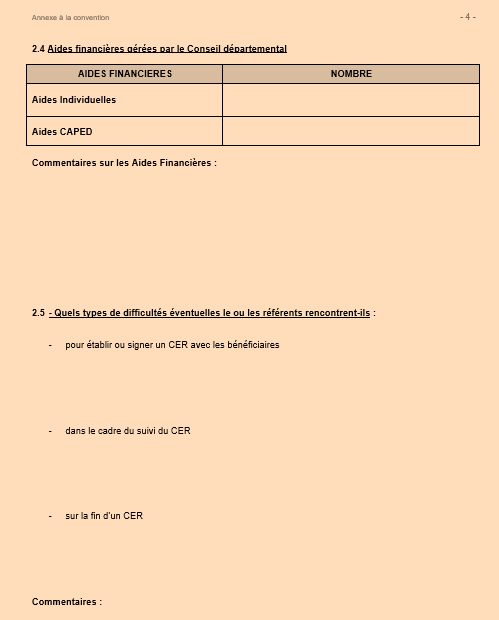 Annexe à la convention - 4 -
2.4 Aides financières gérées par le Conseil départemental
AIDES FINANCIERES NOMBRE
Aides Individuelles
Aides CAPED
Commentaires sur les Aides Financières :
2.5 - Quels types de difficultés éventuelles le ou les référents rencontrent-ils :
- pour établir ou signer un CER avec les bénéficiaires
- dans le cadre du suivi du CER
- sur la fin d'un CER
Commentaires :